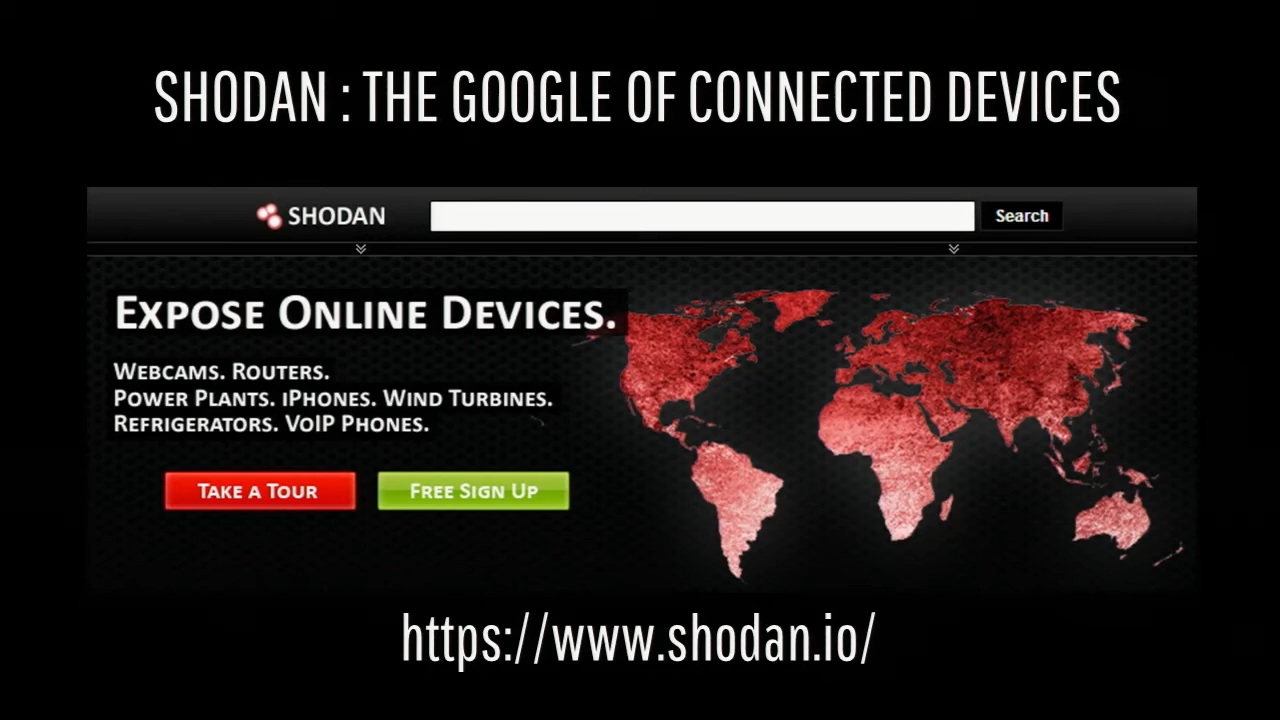 SHODAN : THE GOOGLE OF CONNECTED DEVICES
SHODAN
Search
EXPOSE ONLINE DEVICES.
WEBCAMS. ROUTERS.
POWER PLANTS. iPHONES. WIND TURBINES.
REFRIGERATORS. VOIP PHONES.
TAKE A TOUR
FREE SIGN UP
https://www.shodan.io/